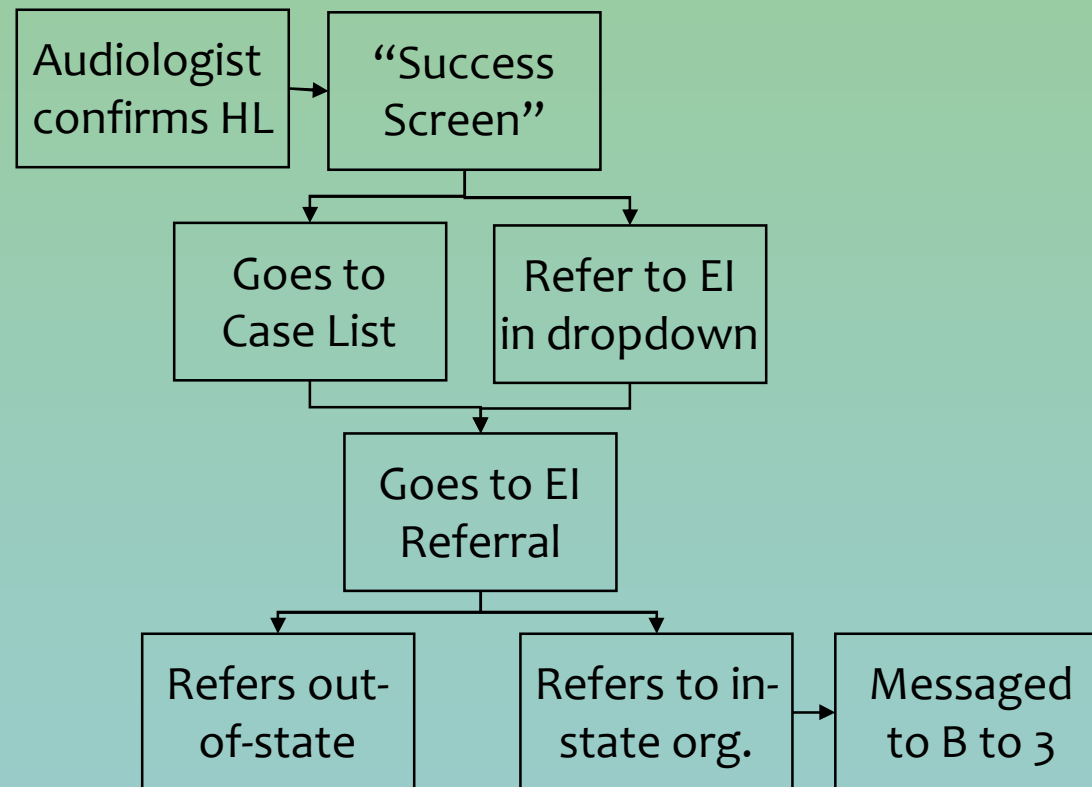 Audiologist
confirms HL
“Success
Screen”
Goes to
Case List
Refer to EI
in dropdown
Goes to EI
Referral
Refers out-
of-state
Refers to in-
state org.
Messaged
to B to 3